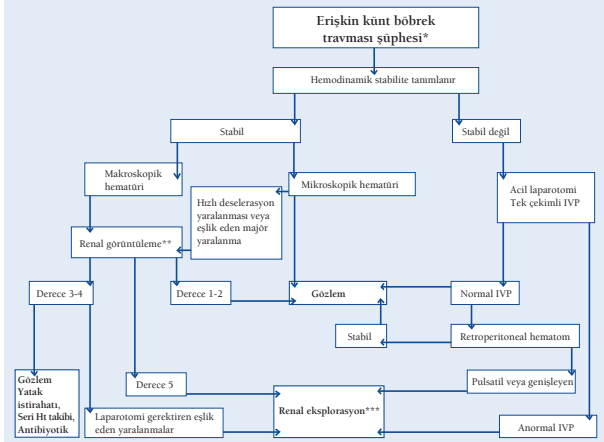 Erişkin künt böbrek
travması şüphesi*
Hemodinamik stabilite tanımlanır
Stabil
Stabil değil
Makroskopik
hematüri
Mikroskopik hematüri
Acil laparotomi
Tek çekimli IVP
Hızlı deselerasyon
yaralanması veya
eşlik eden majör
yaralanma
Renal görüntüleme**
Derece 3-4
Derece 1-2
Gözlem
Normal IVP
Stabil
Retroperitoneal hematom
Gözlem
Yatak
istirahatı,
Seri Ht takibi,
Antibiyotik
Derece 5
Pulsatil veya genişleyen
Laparotomi gerektiren eşlik
eden yaralanmalar
Renal eksplorasyon***
Anormal IVP